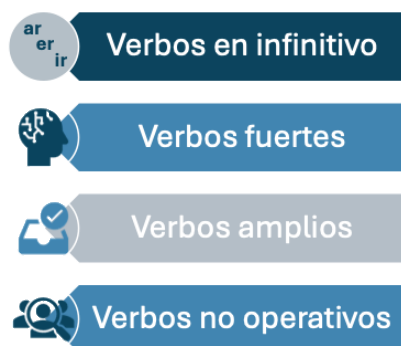 ar
er
ir
Verbos en infinitivo
Verbos fuertes
Verbos amplios
Verbos no operativos